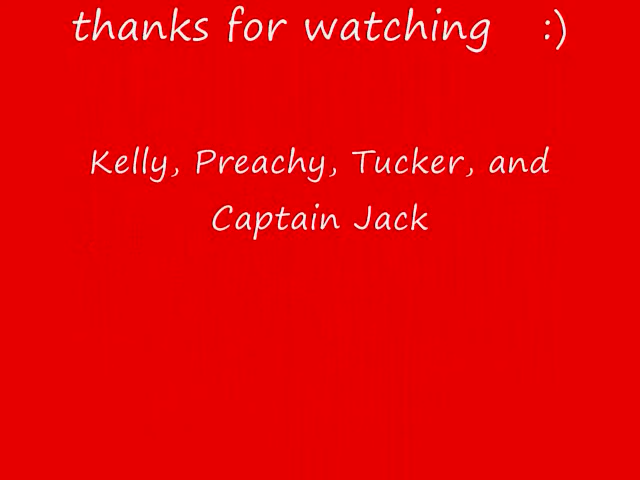 thanks for watching :)
Kelly, Preachy, Tucker, and
Captain Jack